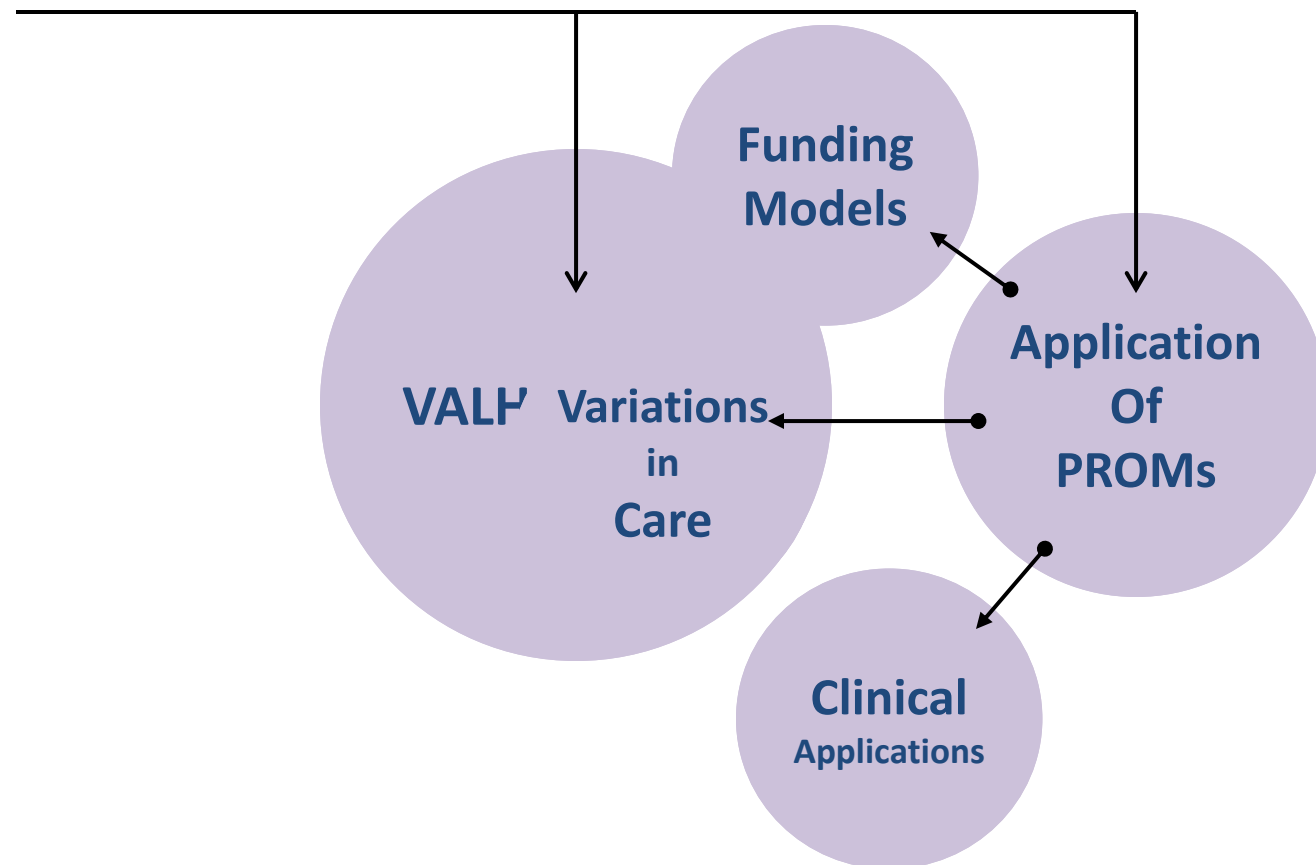 Funding
Models
Application
Of
PROMs
Variations
in
Care
Clinical
Applications